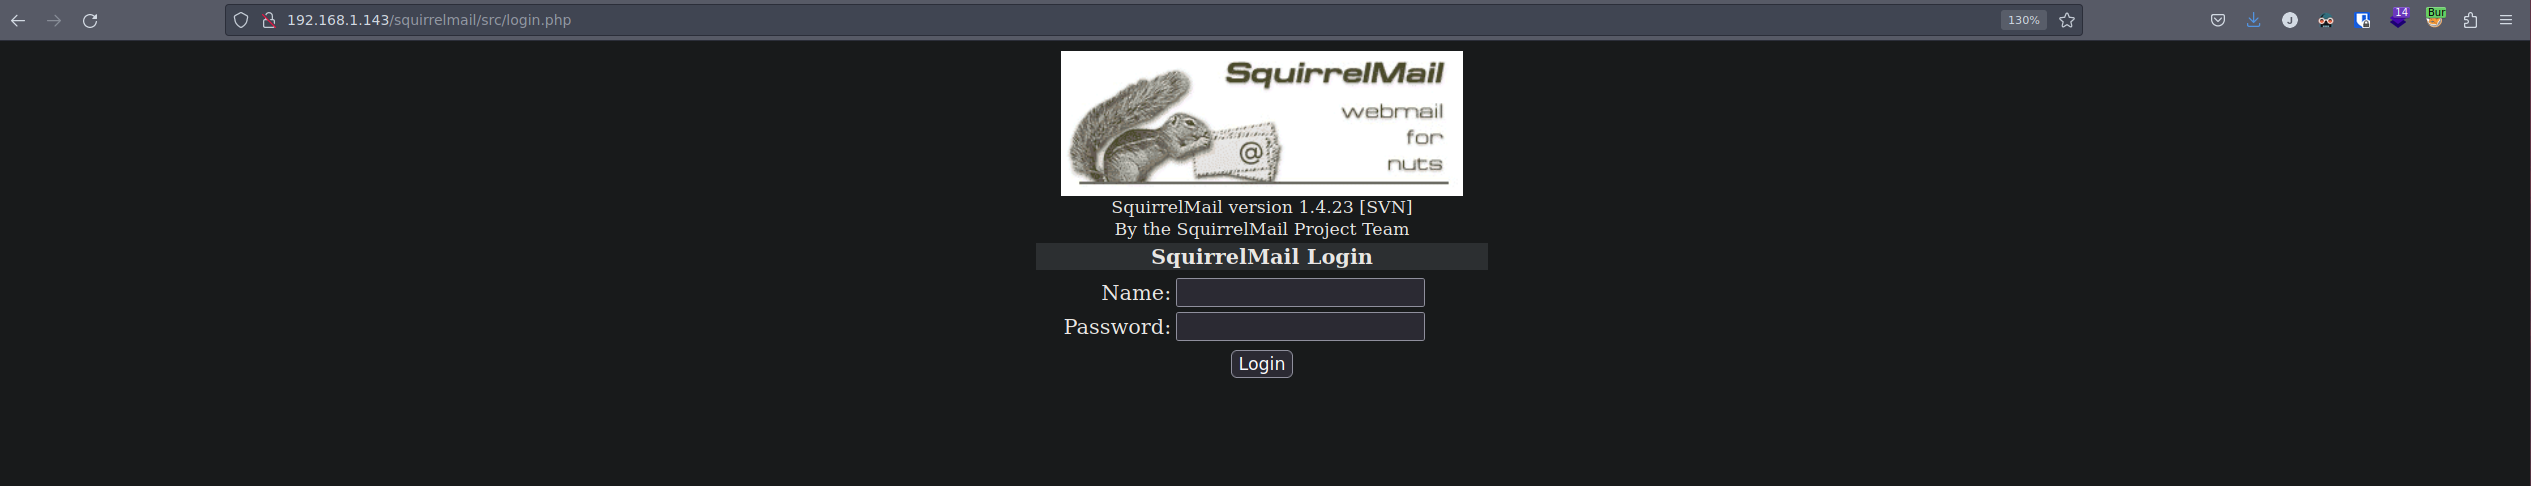 192.168.1.143/squirrelmail/src/login.php
130%
J
14
Bur
SquirrelMail
webmail
for
nuts
@
SquirrelMail version 1.4.23 [SVN]
By the SquirrelMail Project Team
SquirrelMail Login
Name:
Password:
Login